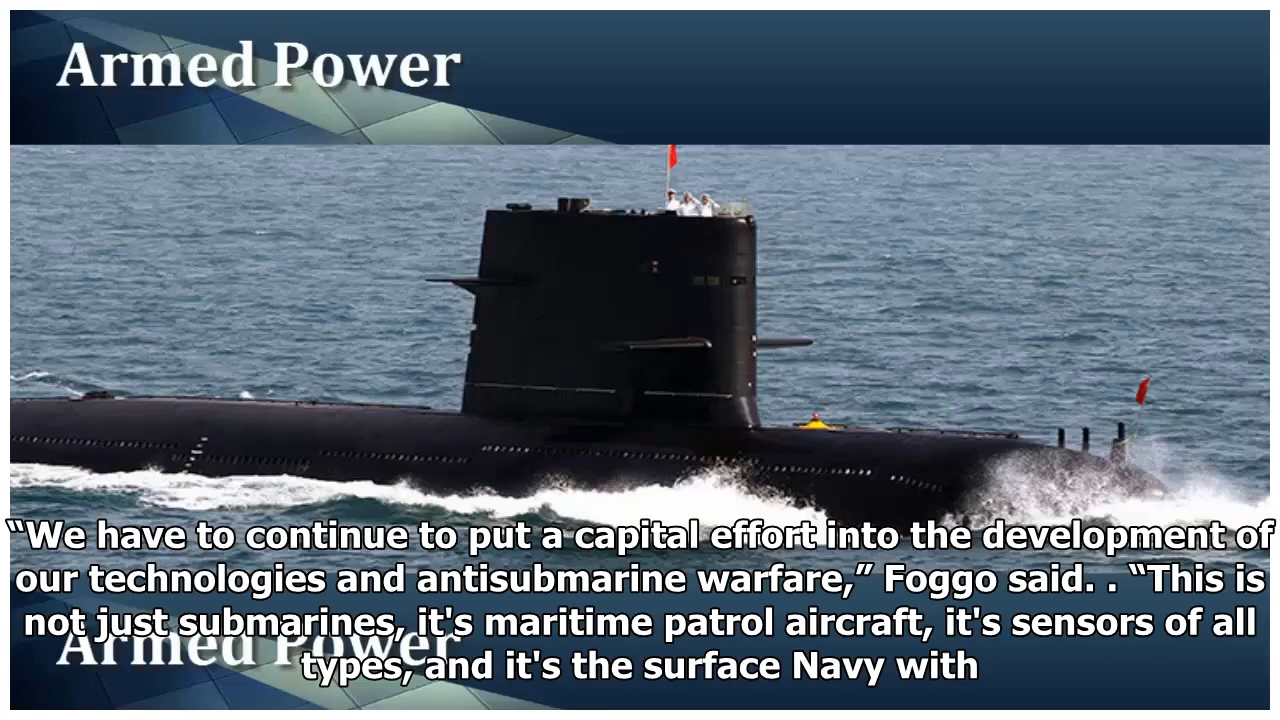 Armed Power
“We have to continue to put a capital effort into the development of
our technologies and antisubmarine warfare,” Foggo said. . “This is
not just submarines, it's maritime patrol aircraft, it's sensors of all
Armed Power
types, and it's the surface Navy with